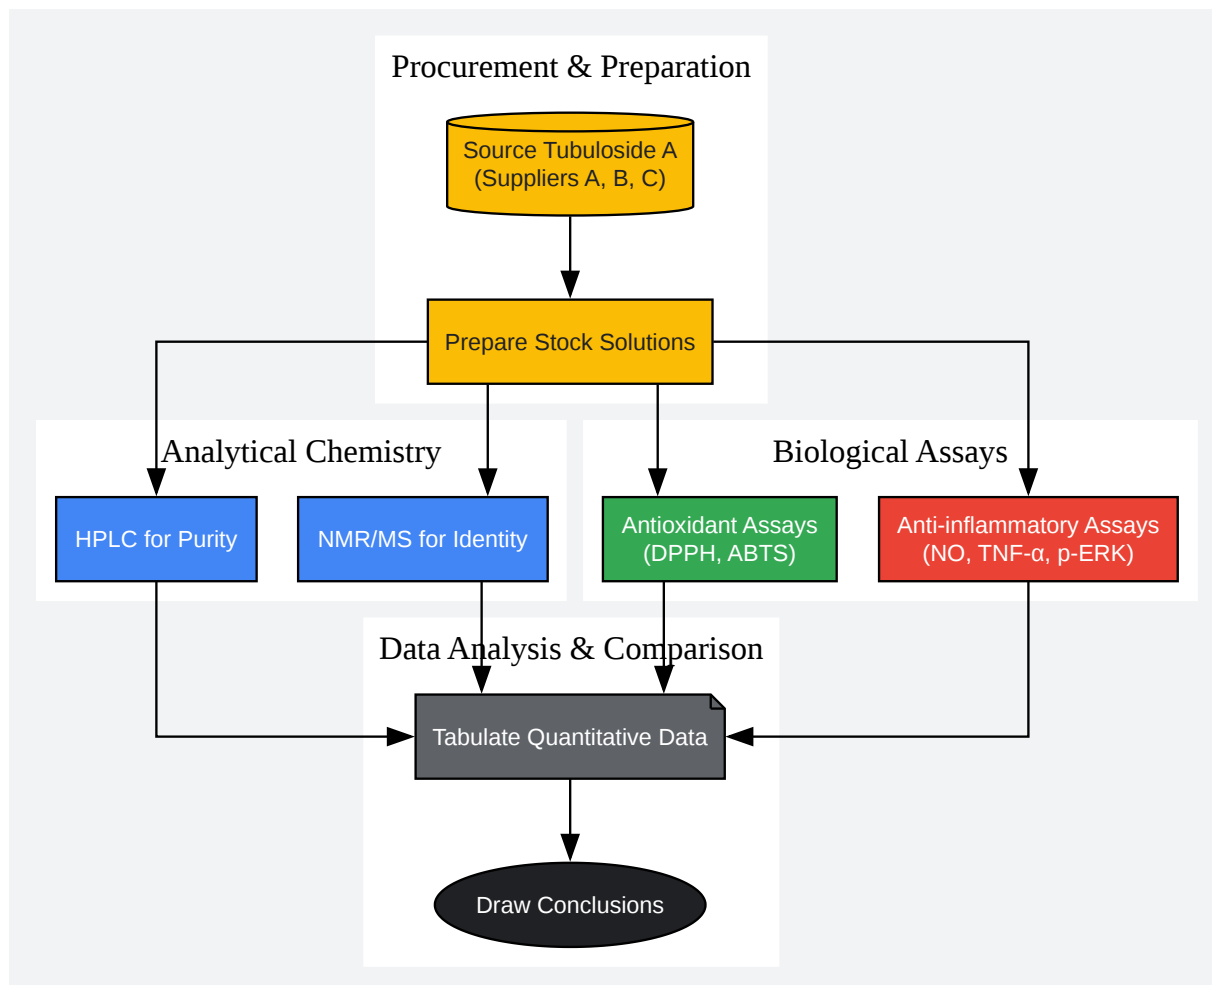 Procurement & Preparation
Source Tubuloside A
(Suppliers A, B, C)
Prepare Stock Solutions
Analytical Chemistry
Biological Assays
HPLC for Purity
NMR/MS for Identity
Antioxidant Assays
(DPPH, ABTS)
Anti-inflammatory Assays
(NO, TNF-α, p-ERK)
Data Analysis & Comparison
Tabulate Quantitative Data
Draw Conclusions